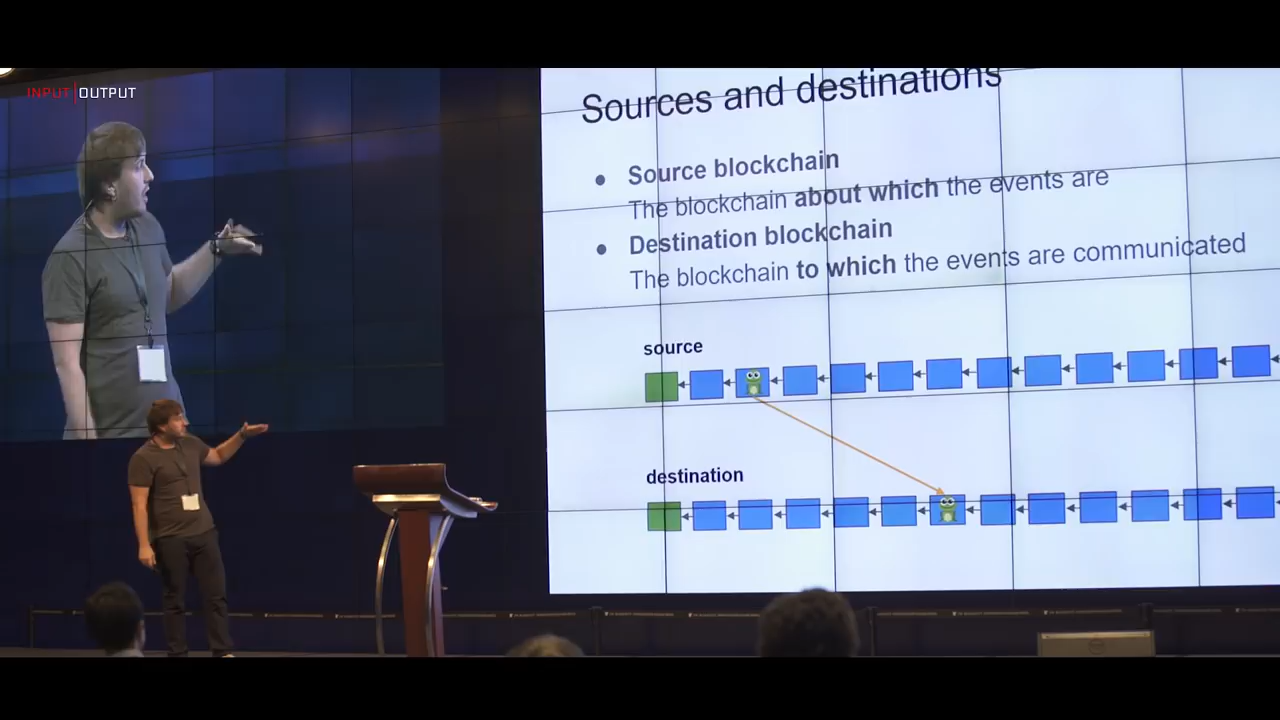 INPUT|OUTPUT
Sources and destinations
● Source blockchain
The blockchain about which the events are
● Destination blockchain
The blockchain to which the events are communicated
source
destination